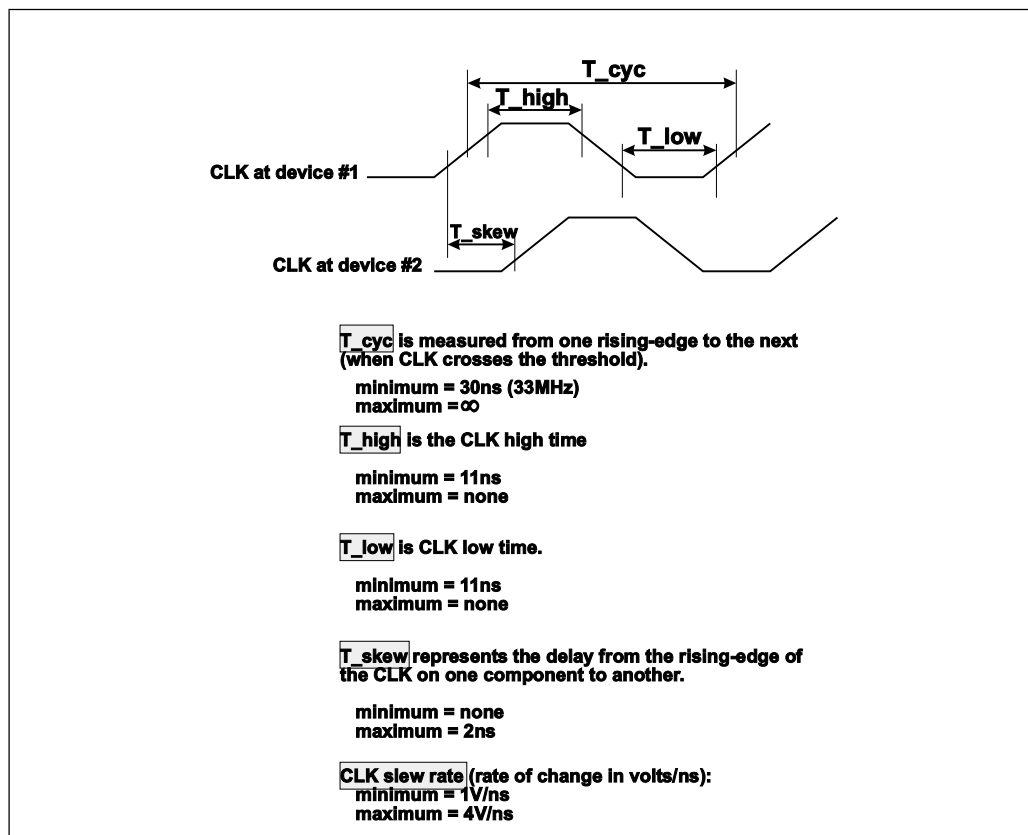 T_cyc
T_high
T_low
CLK at device #1
T_skew
CLK at device #2
T_cyc is measured from one rising-edge to the next
(when CLK crosses the threshold).
minimum = 30ns (33MHz)
maximum =∞
T_high is the CLK high time
minimum = 11ns
maximum = none
T_low is CLK low time.
minimum = 11ns
maximum = none
T_skew represents the delay from the rising-edge of
the CLK on one component to another.
minimum = none
maximum = 2ns
CLK slew rate (rate of change in volts/ns):
minimum = 1V/ns
maximum = 4V/ns